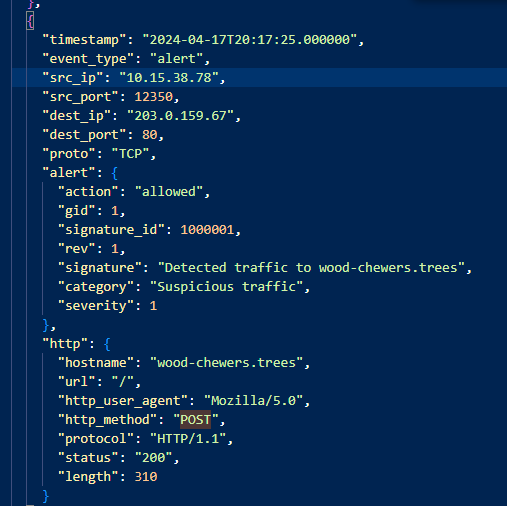 },
{
"timestamp": "2024-04-17T20:17:25.000000",
"event_type": "alert",
"src_ip": "10.15.38.78",
"src_port": 12350,
"dest_ip": "203.0.159.67",
"dest_port": 80,
"proto": "TCP",
"alert": {
"action": "allowed",
"gid": 1,
"signature_id": 1000001,
"rev": 1,
"signature": "Detected traffic to wood-chewers.trees",
"category": "Suspicious traffic",
"severity": 1
},
"http": {
"hostname": "wood-chewers.trees",
"url": "/",
"http_user_agent": "Mozilla/5.0",
"http_method": "POST",
"protocol": "HTTP/1.1",
"status": "200",
"length": 310
}